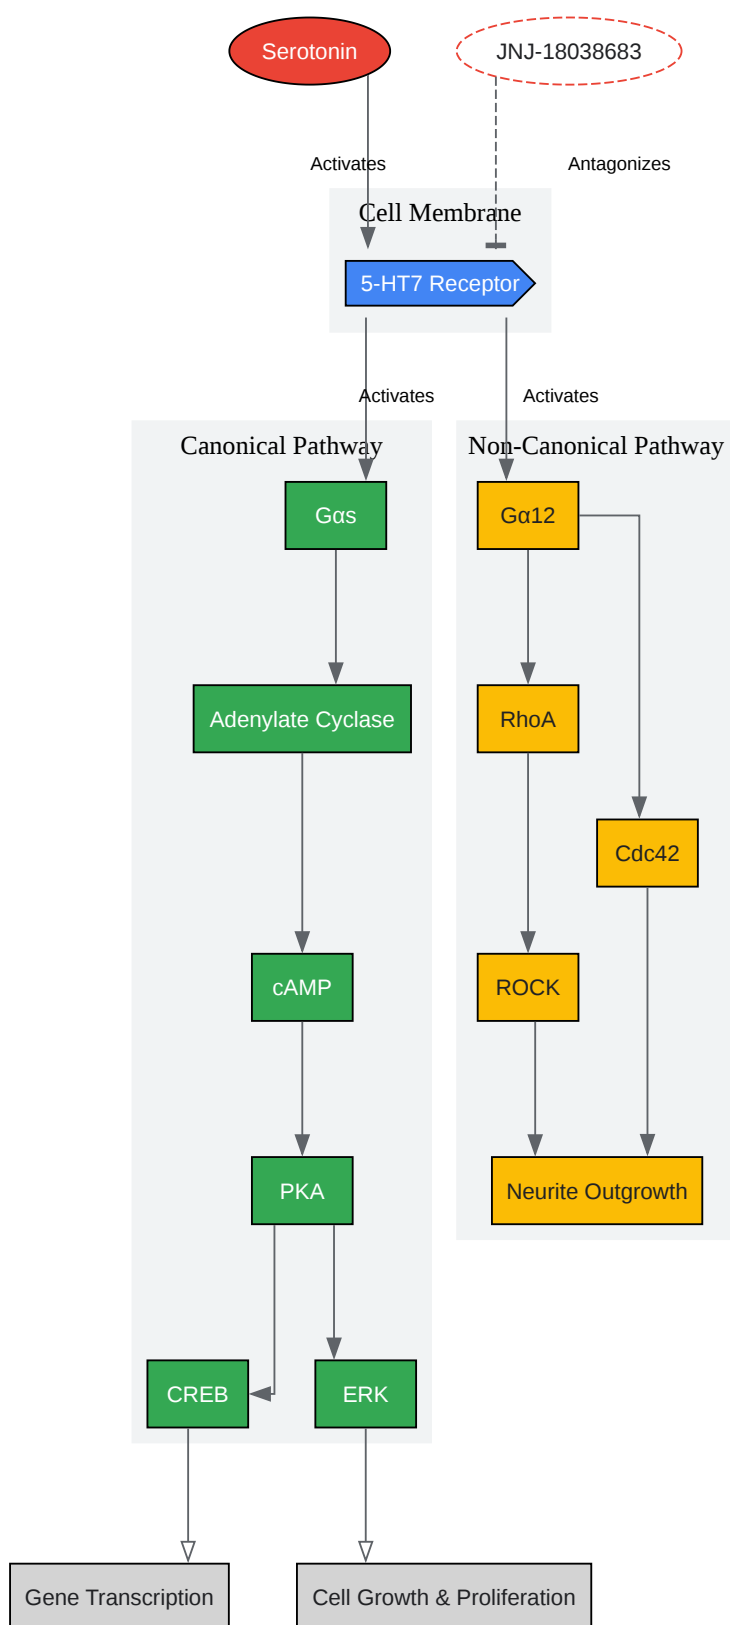 Serotonin
JNJ-18038683
Activates
Antagonizes
Cell Membrane
5-HT7 Receptor
Activates
Activates
Canonical Pathway
Non-Canonical Pathway
Gαs
Gα12
Adenylate Cyclase
RhoA
Cdc42
cAMP
ROCK
PKA
Neurite Outgrowth
CREB
ERK
Gene Transcription
Cell Growth & Proliferation